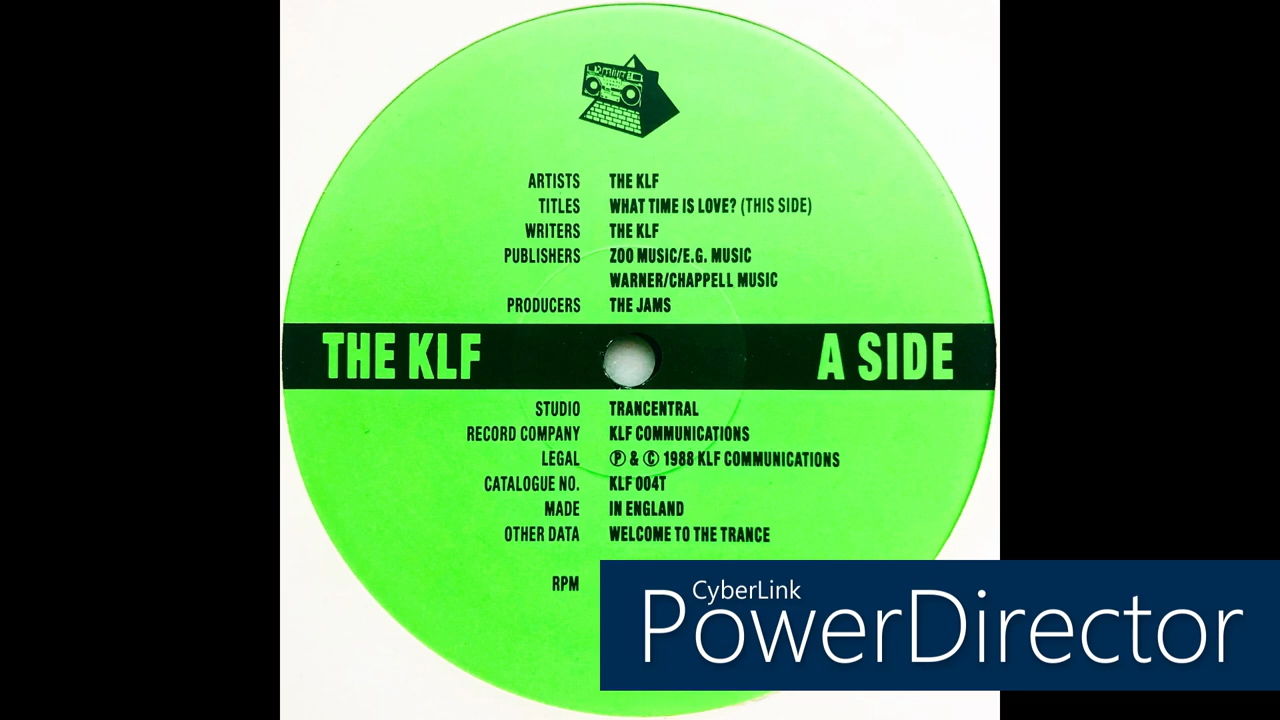 ARTISTS THE KLF
TITLES WHAT TIME IS LOVE? (THIS SIDE)
WRITERS THE KLF
PUBLISHERS ZOO MUSIC/E.G. MUSIC
WARNER/CHAPPELL MUSIC
PRODUCERS THE JAMS
THE KLF A SIDE
STUDIO TRANCENTRAL
RECORD COMPANY KLF COMMUNICATIONS
LEGAL Ⓟ & © 1988 KLF COMMUNICATIONS
CATALOGUE NO. KLF 004T
MADE IN ENGLAND
OTHER DATA WELCOME TO THE TRANCE
RPM
CyberLink
PowerDirector